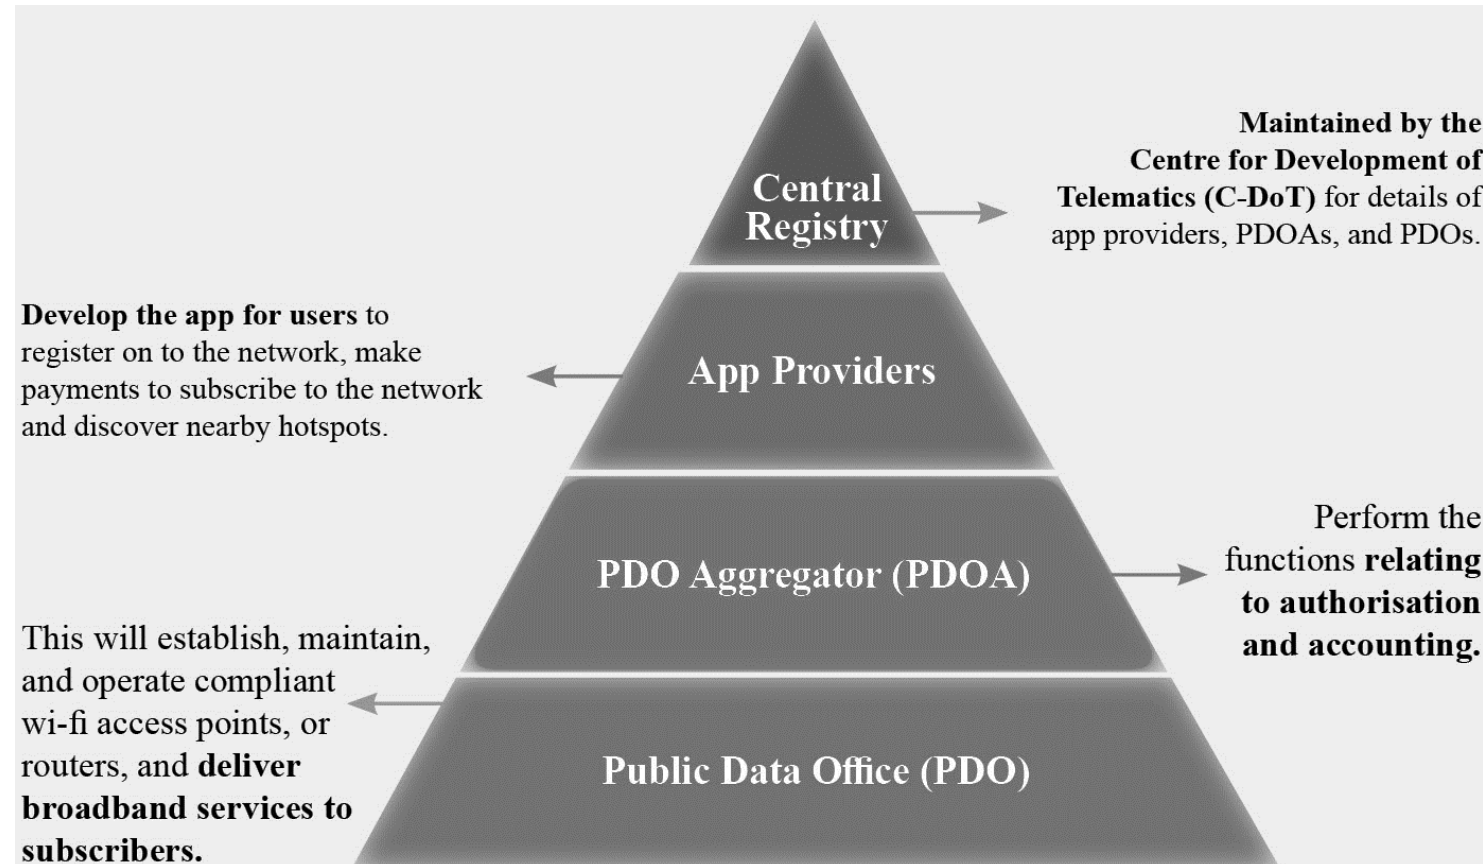 Central
Registry
Maintained by the
Centre for Development of
Telematics (C-DoT) for details of
app providers, PDOAs, and PDOs.
Develop the app for users to
register on to the network, make
payments to subscribe to the network
and discover nearby hotspots.
App Providers
PDO Aggregator (PDOA)
Perform the
functions relating
to authorisation
and accounting.
This will establish, maintain,
and operate compliant
wi-fi access points, or
routers, and deliver
broadband services to
subscribers.
Public Data Office (PDO)